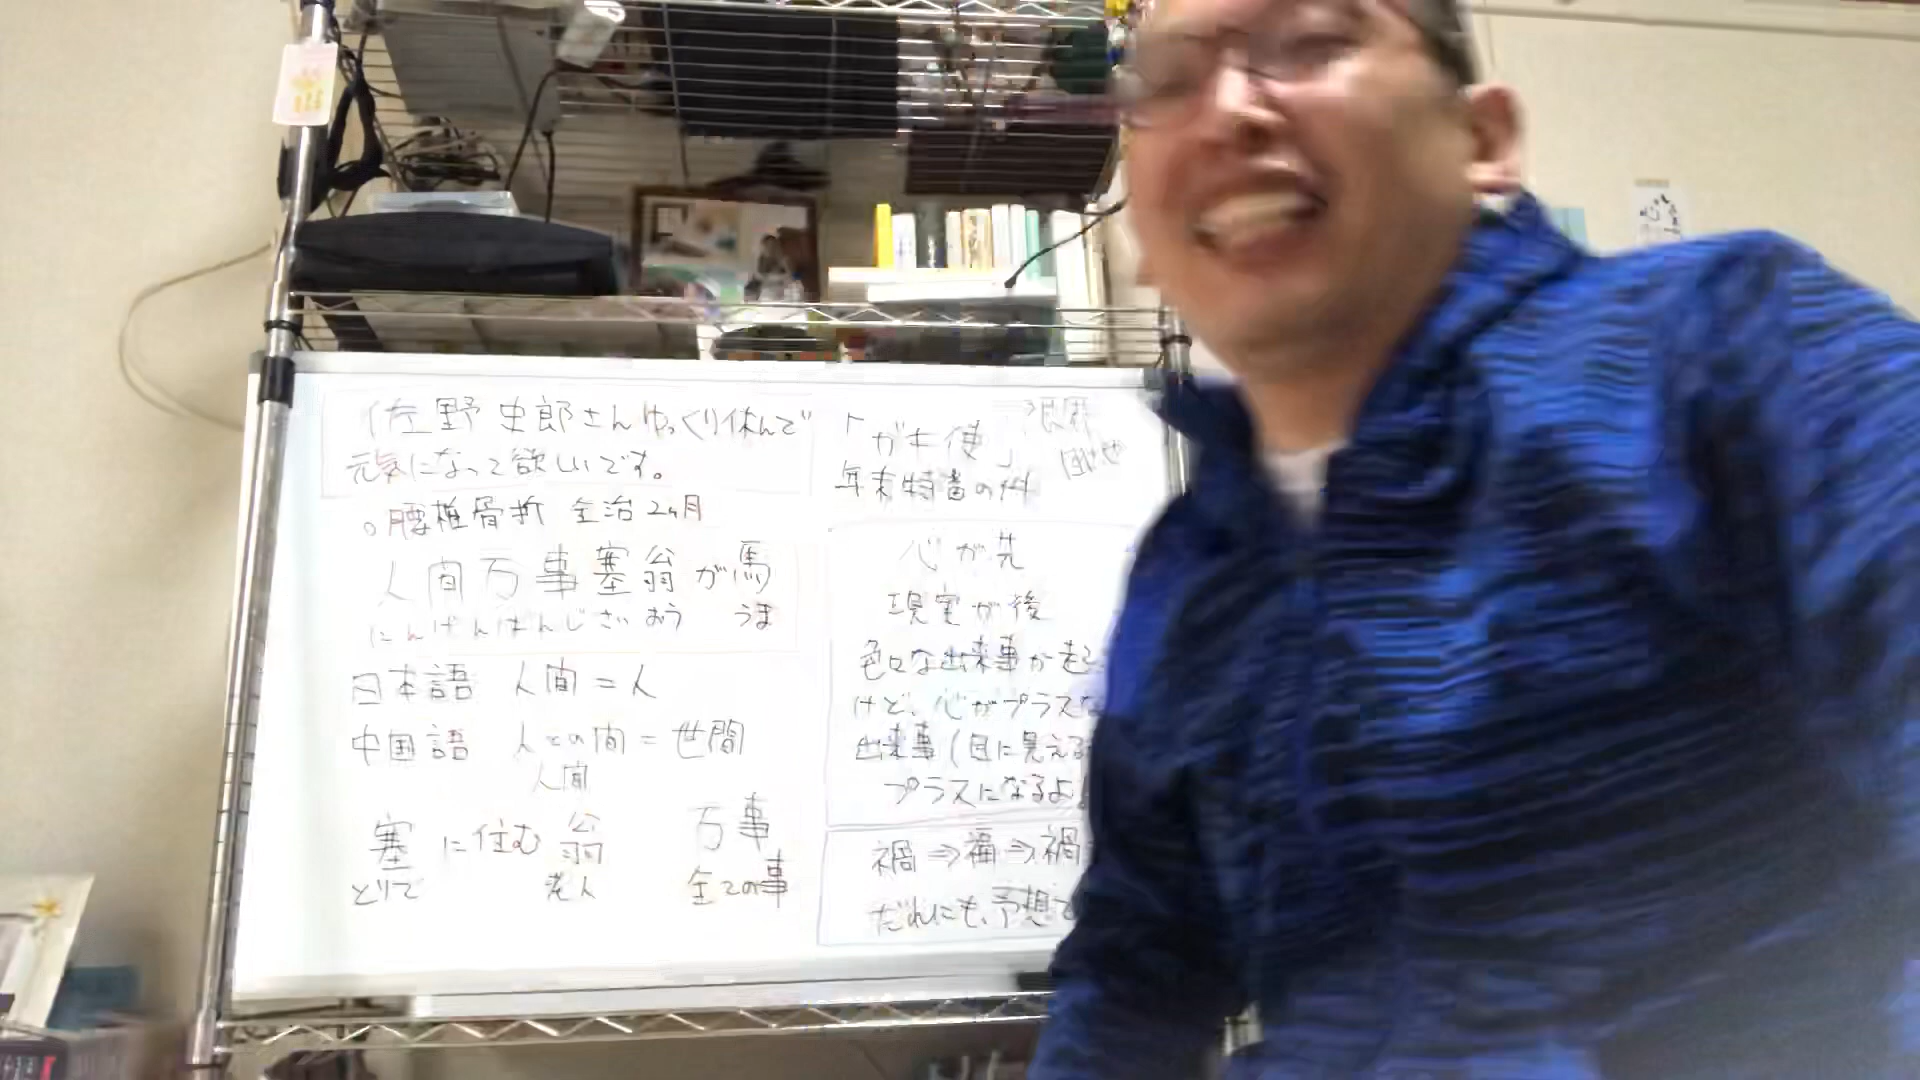 佐野史郎さんゆっくり休んで
元気になって欲しいです。
○腰椎骨折 全治2ヶ月
人間万事塞翁が馬
にんげんばんじさいおう うま
日本語 人間=人
中国語 人との間=世間
人間
塞に住む翁
とりで 老人
万事
全ての事
「ガキ使」
年末特番の
心が先
現実が後
色々な出来事が起こ
けど、心がプラスな
出来事(目に見える
プラスになるよ
禍⇒福⇒禍
だれにも、予想